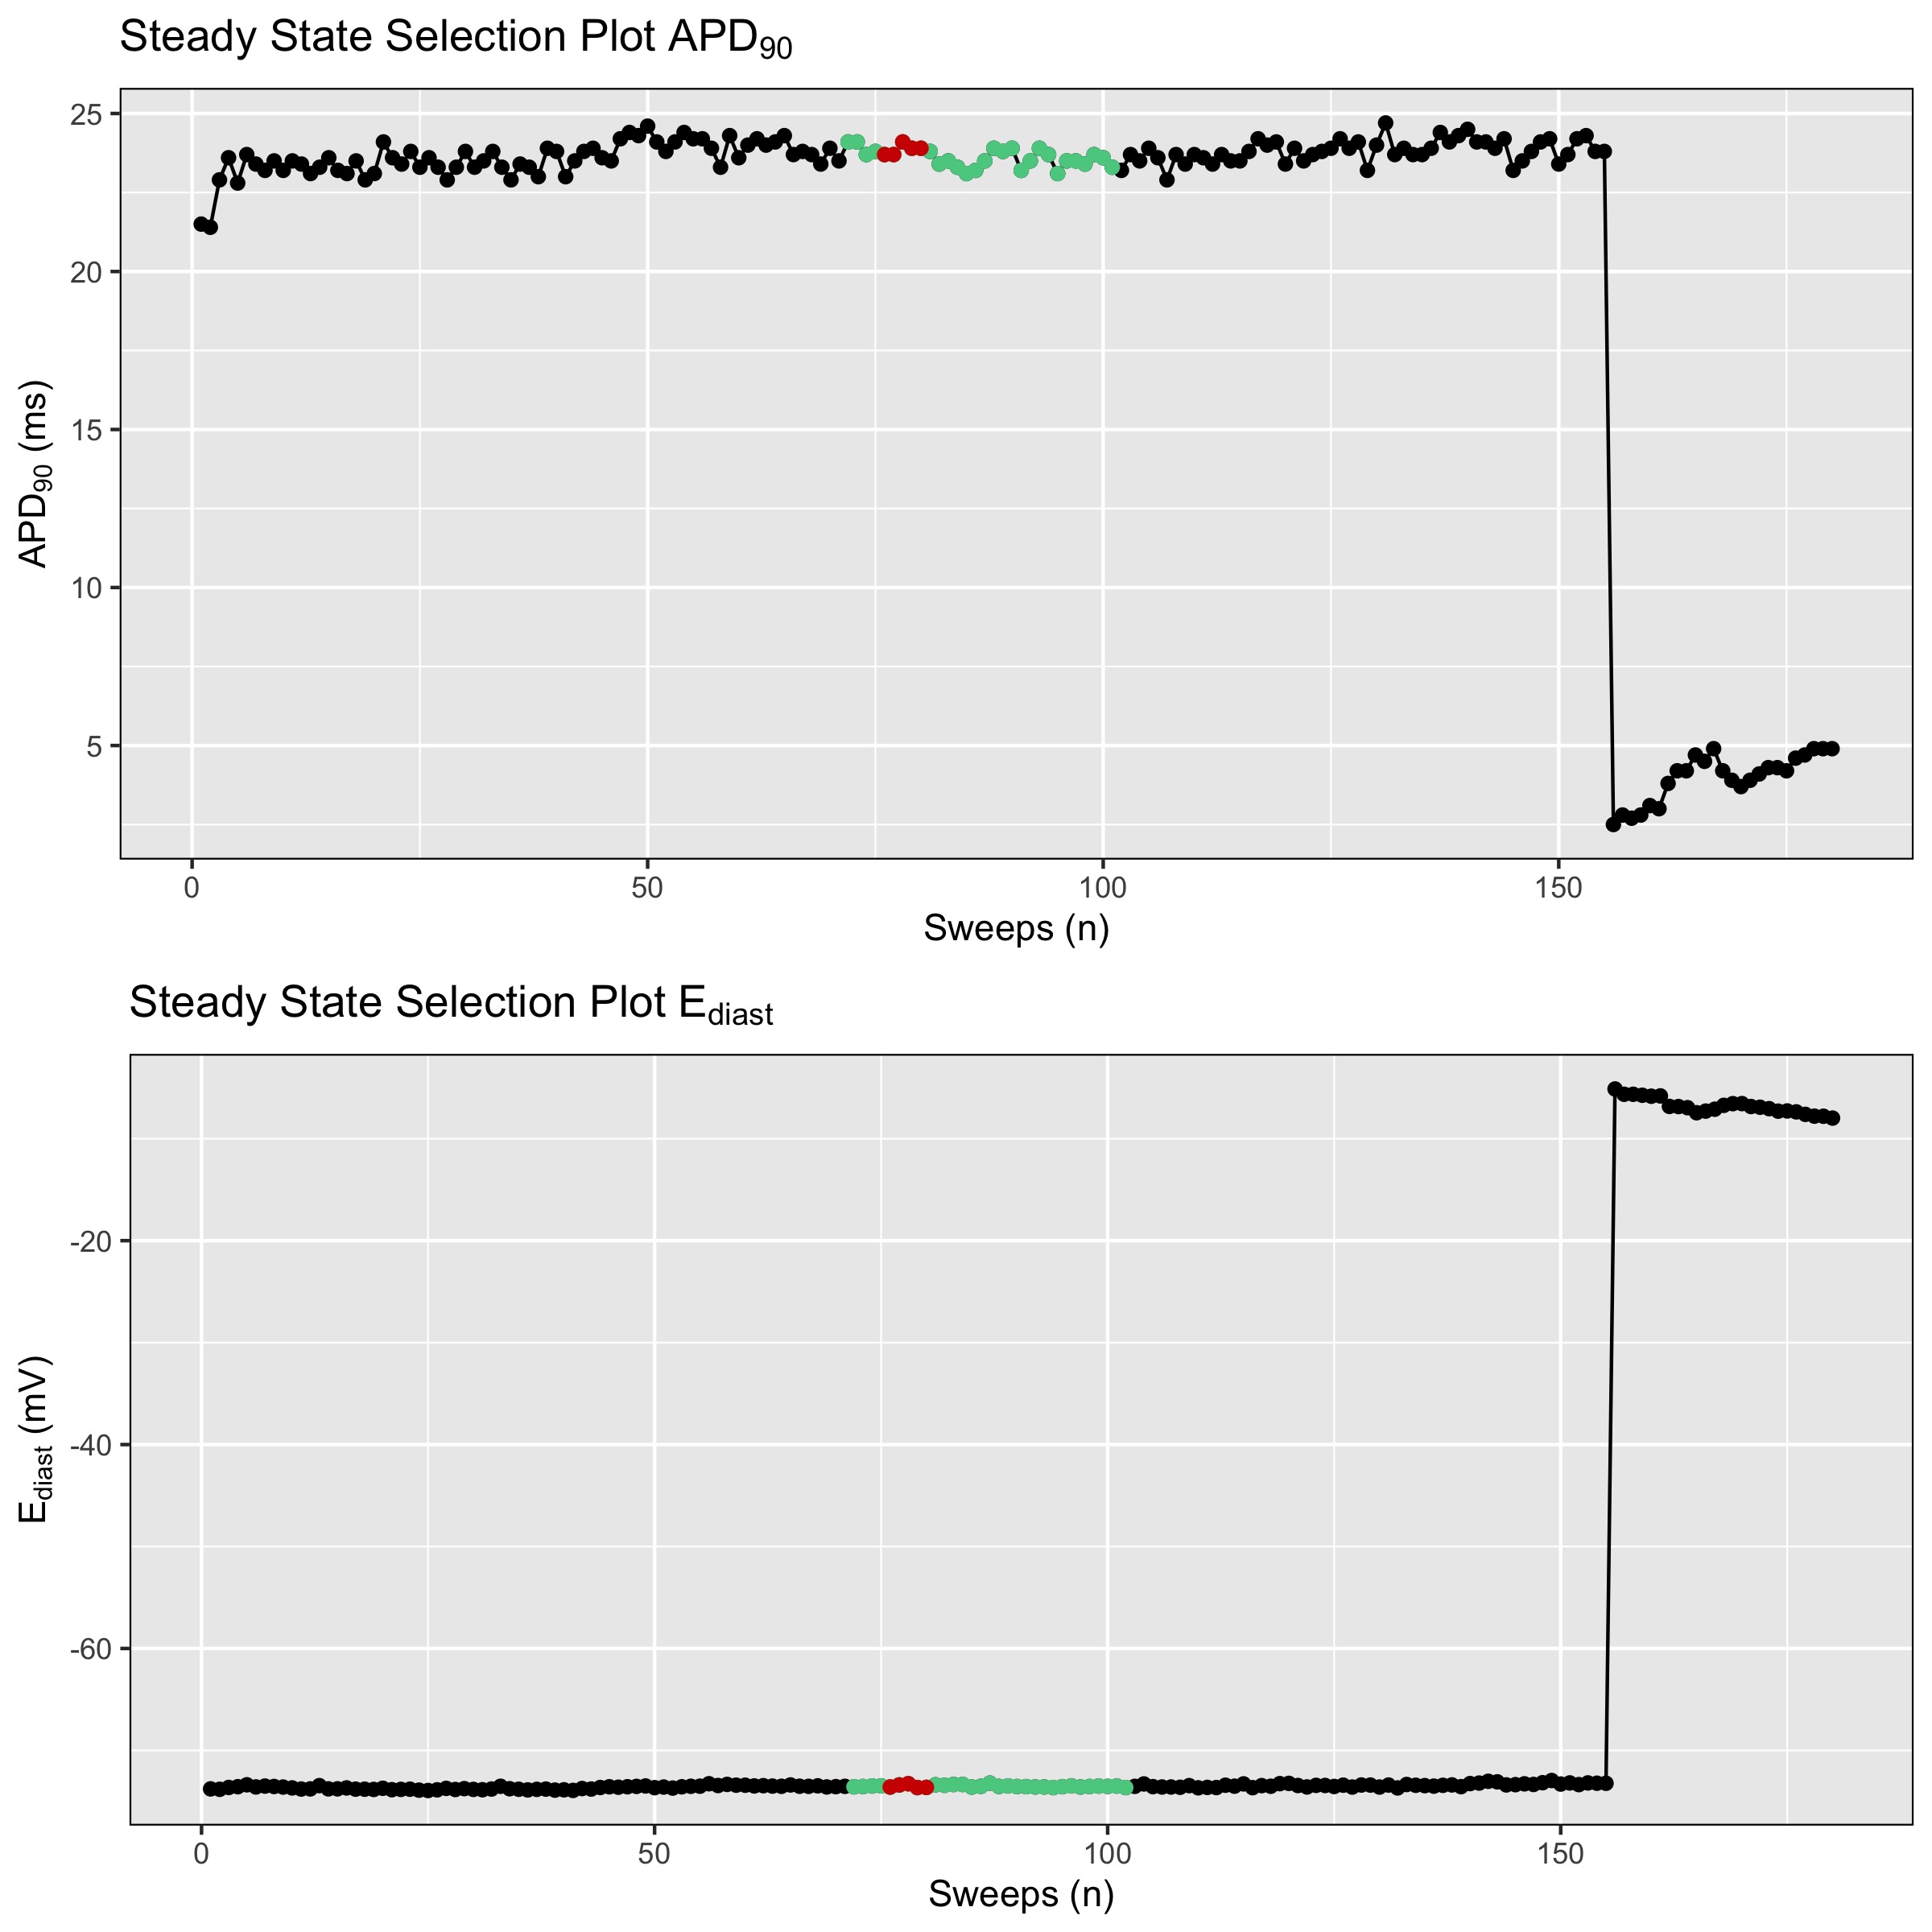 Steady State Selection Plot APD90
25
20
15
10
5
APD90 (ms)
0 50 100 150
Sweeps (n)
Steady State Selection Plot Ediast
-20
-40
-60
Ediast (mV)
0 50 100 150
Sweeps (n)